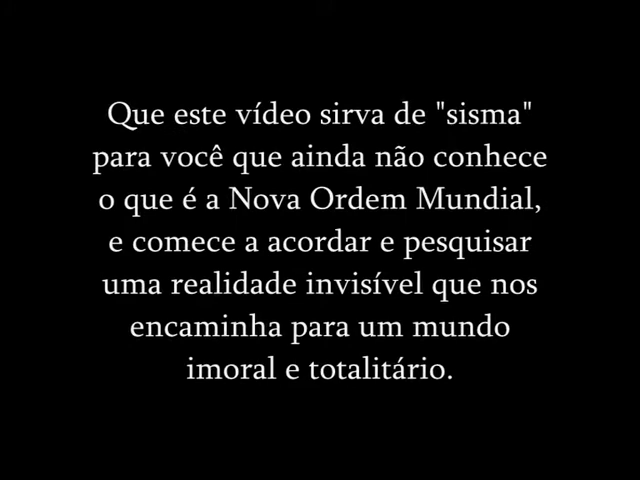 Que este vídeo sirva de "sisma"
para você que ainda não conhece
o que é a Nova Ordem Mundial,
e comece a acordar e pesquisar
uma realidade invisível que nos
encaminha para um mundo
imoral e totalitário.